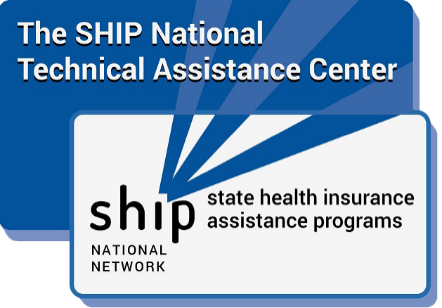 The SHIP National
Technical Assistance Center
ship
state health insurance
assistance programs
NATIONAL
NETWORK